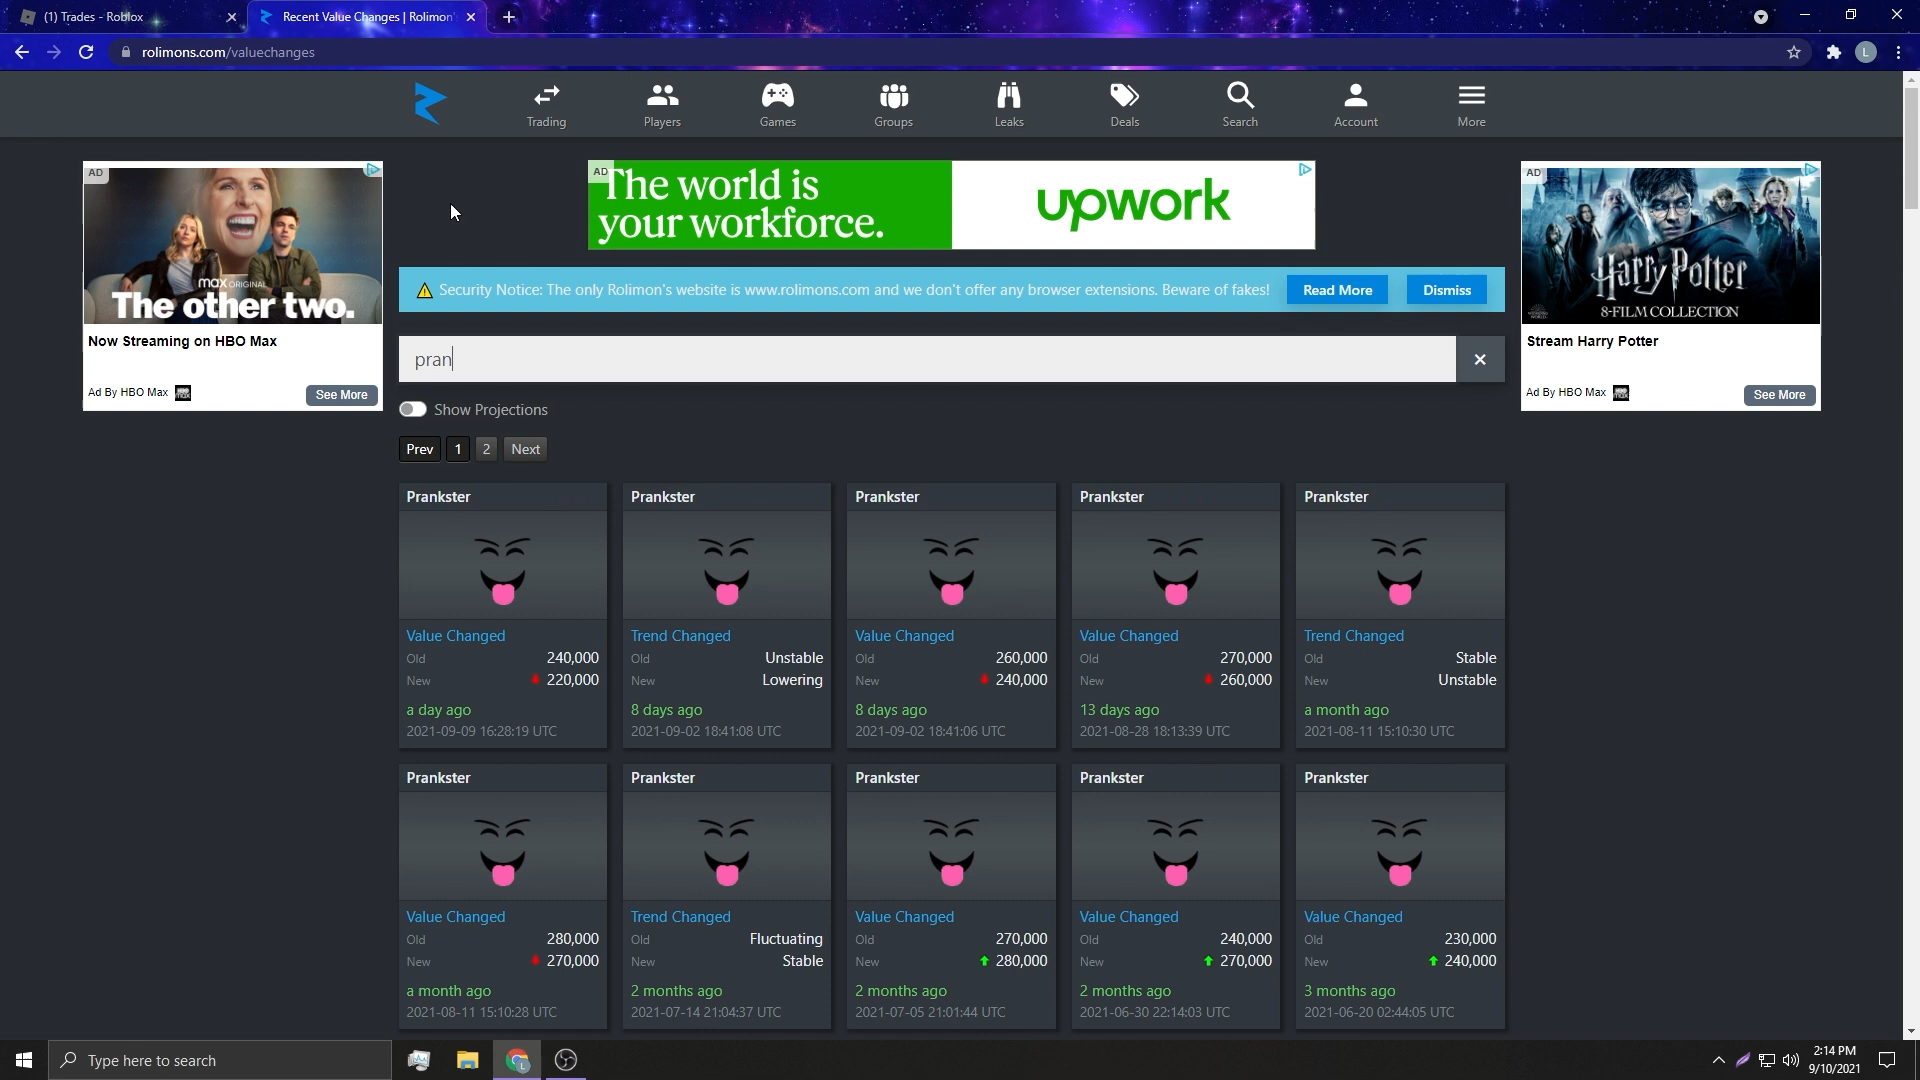 (1) Trades - Roblox
Recent Value Changes | Rolimon'
rolimons.com/valuechanges
L
Trading
Players
Games
Groups
Leaks
Deals
Search
Account
More
AD
max ORIGINAL
The other two.
Now Streaming on HBO Max
Ad By HBO Max
See More
AD
The world is
your workforce.
upwork
AD
Harry Potter
8-FILM COLLECTION
Stream Harry Potter
Ad By HBO Max
See More
Security Notice: The only Rolimon's website is www.rolimons.com and we don't offer any browser extensions. Beware of fakes!
Read More
Dismiss
pran
Show Projections
Prev 1 2 Next
Prankster
Value Changed
Old 240,000
New 220,000
a day ago
2021-09-09 16:28:19 UTC
Prankster
Trend Changed
Old Unstable
New Lowering
8 days ago
2021-09-02 18:41:08 UTC
Prankster
Value Changed
Old 260,000
New 240,000
8 days ago
2021-09-02 18:41:06 UTC
Prankster
Value Changed
Old 270,000
New 260,000
13 days ago
2021-08-28 18:13:39 UTC
Prankster
Trend Changed
Old Stable
New Unstable
a month ago
2021-08-11 15:10:30 UTC
Prankster
Value Changed
Old 280,000
New 270,000
a month ago
2021-08-11 15:10:28 UTC
Prankster
Trend Changed
Old Fluctuating
New Stable
2 months ago
2021-07-14 21:04:37 UTC
Prankster
Value Changed
Old 270,000
New 280,000
2 months ago
2021-07-05 21:01:44 UTC
Prankster
Value Changed
Old 240,000
New 270,000
2 months ago
2021-06-30 22:14:03 UTC
Prankster
Value Changed
Old 230,000
New 240,000
3 months ago
2021-06-20 02:44:05 UTC
Type here to search
L
2:14 PM
9/10/2021